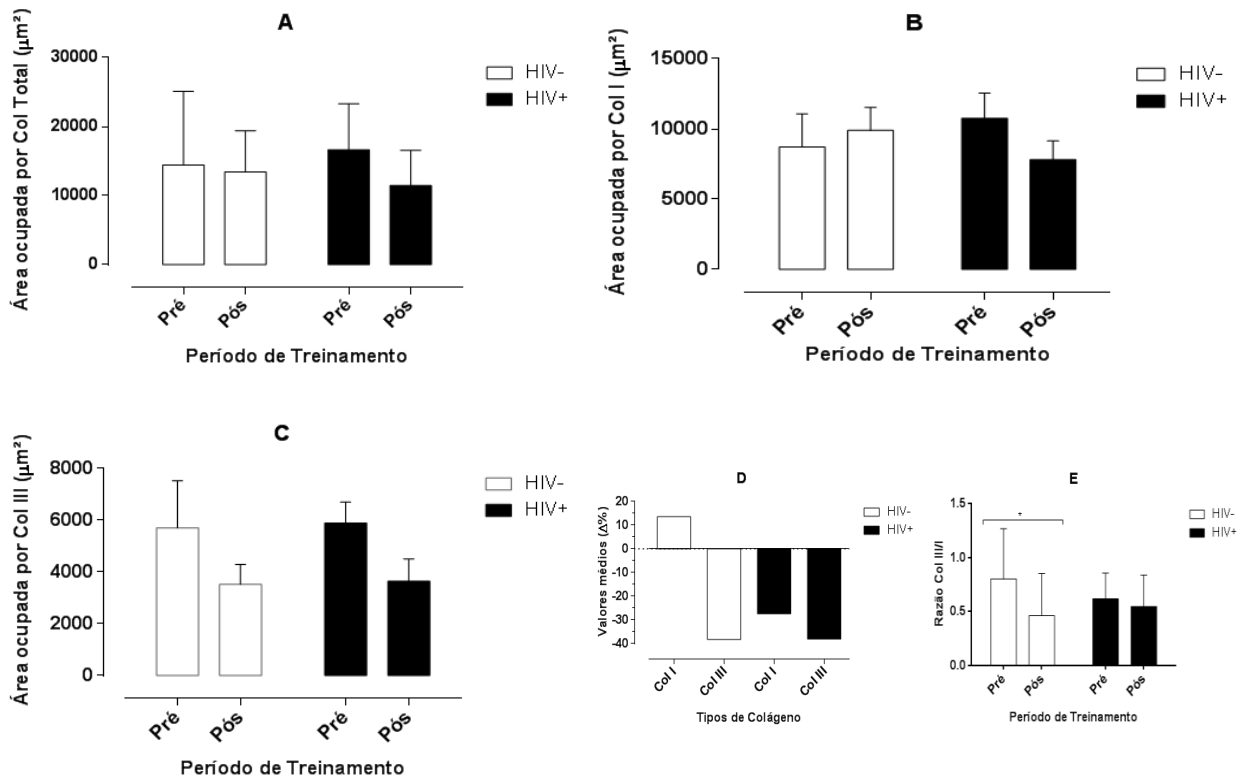 A
Área ocupada por Col Total (μm²)
30000
20000
10000
0
Pré
Pós
Pré
Pós
Período de Treinamento
HIV-
HIV+
B
Área ocupada por Col I (μm²)
15000
10000
5000
0
Pré
Pós
Pré
Pós
Período de Treinamento
HIV-
HIV+
C
Área ocupada por Col III (μm²)
8000
6000
4000
2000
0
Pré
Pós
Pré
Pós
Período de Treinamento
HIV-
HIV+
D
Valores médios (Δ%)
20
10
0
-10
-20
-30
-40
Col I
Col III
Col I
Col III
Tipos de Colágeno
HIV-
HIV+
E
Razão Col III/I
1.5
1.0
0.5
0.0
*
Pré
Pós
Pré
Pós
Período de Treinamento
HIV-
HIV+